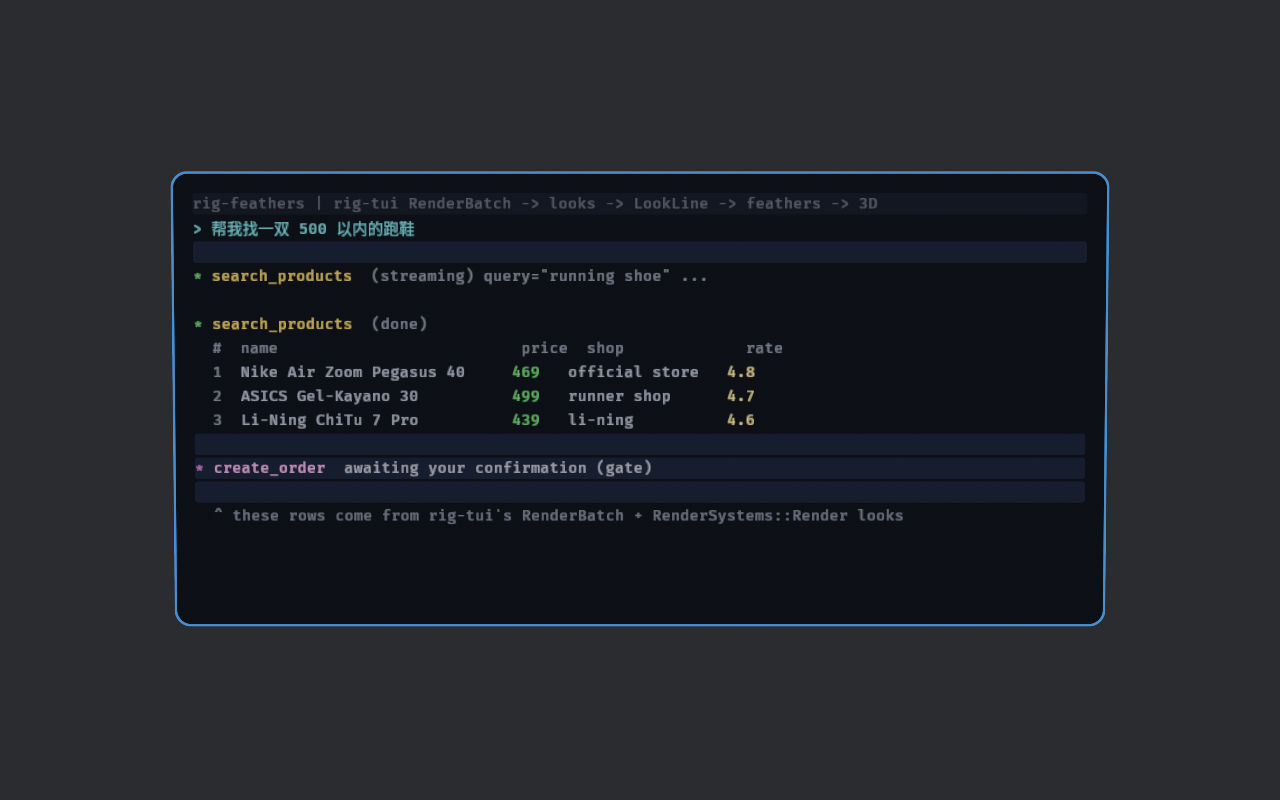 rig-feathers | rig-tui RenderBatch -> looks -> LookLine -> feathers -> 3D
> 帮我找一双 500 以内的跑鞋
* search_products (streaming) query="running shoe" ...
* search_products (done)
# name price shop rate
1 Nike Air Zoom Pegasus 40 469 official store 4.8
2 ASICS Gel-Kayano 30 499 runner shop 4.7
3 Li-Ning ChiTu 7 Pro 439 li-ning 4.6
* create_order awaiting your confirmation (gate)
^ these rows come from rig-tui's RenderBatch + RenderSystems::Render looks